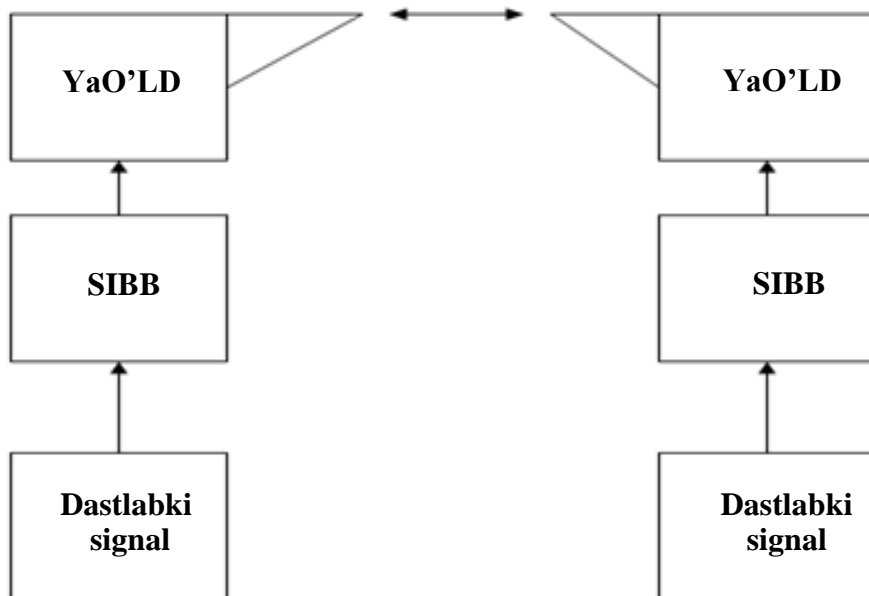 YaO’LD
YaO’LD
SIBB
SIBB
Dastlabki
signal
Dastlabki
signal